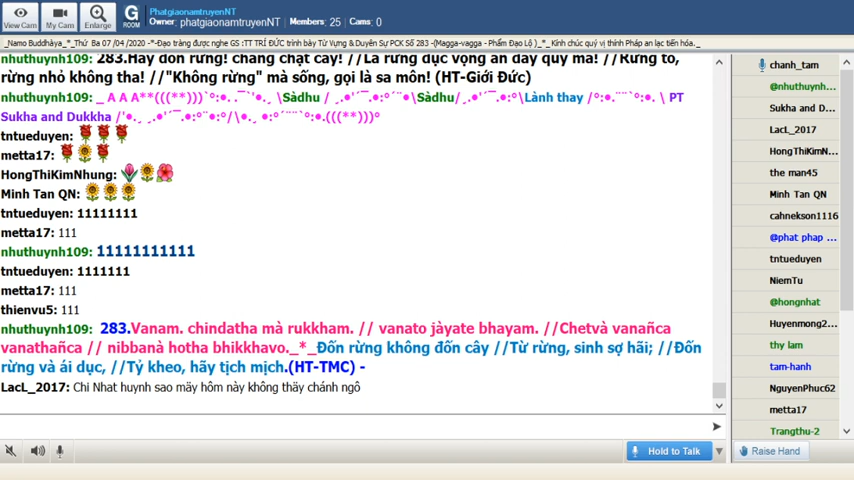 View Cam
My Cam
Enlarge
G
ROOM
PhatgiaonamtruyenNT
Owner: phatgiaonamtruyenNT | Members: 25 | Cams: 0
_Namo Buddhàya_*_Thứ Ba 07 /04 /2020 -*-Đạo tràng được nghe GS :TT TRÍ ĐỨC trình bày Từ Vựng & Duyên Sự PCK Số 283 -(Magga-vagga - Phẩm Đạo Lộ )_*_ Kính chúc quý vị thính Pháp an lạc tiến hóa._
nhuthuynh109: 283.Hãy đốn rừng! chẳng chặt cây! //Là rừng dục vọng ẩn đầy quỷ ma! //Rừng to,
rừng nhỏ không tha! //"Không rừng" mà sống, gọi là sa môn! (HT-Giới Đức)
nhuthuynh109: _ A A A**(((**)))`°:•. \Sàdhu / \Sàdhu/ \Lành thay / \ PT
Sukha and Dukkha / .(((**)))°
tntueduyen:
metta17:
HongThiKimNhung:
Minh Tan QN:
tntueduyen: 11111111
metta17: 111
nhuthuynh109: 11111111111
tntueduyen: 1111111
metta17: 111
thienvu5: 111
nhuthuynh109: 283.Vanam. chindatha mà rukkham. // vanato jàyate bhayam. //Chetvà vanañca
vanathañca // nibbanà hotha bhikkhavo._*_Đốn rừng không đốn cây //Từ rừng, sinh sợ hãi; //Đốn
rừng và ái dục, //Tỷ kheo, hãy tịch mịch.(HT-TMC) -
LacL_2017: Chi Nhat huynh sao mäy hôm này không thäy chánh ngô
chanh_tam
@nhuthuynh...
Sukha and D...
LacL_2017
HongThiKimN...
the man45
Minh Tan QN
cahnekson1116
@phat phap ...
tntueduyen
NiemTu
@hongnhat
Huyenmong2...
thy lam
tam-hanh
NguyenPhuc62
metta17
Trangthu-2
Hold to Talk
Raise Hand